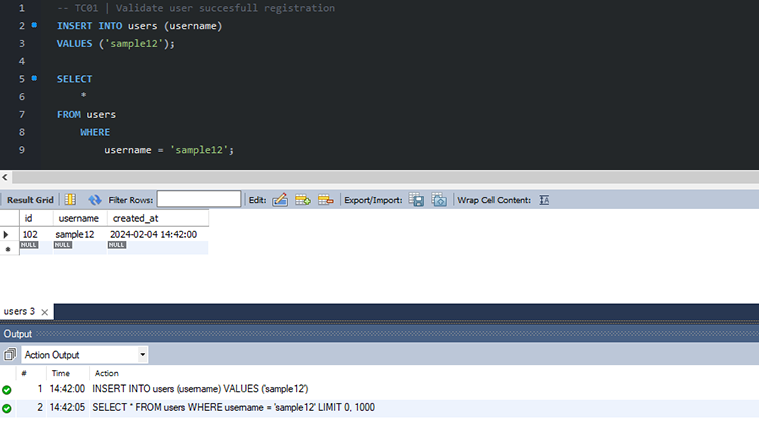 1 -- TC01 | Validate user succesfull registration
2 INSERT INTO users (username)
3 VALUES ('sample12');
4
5 SELECT
6 *
7 FROM users
8 WHERE
9 username = 'sample12';
Result Grid Filter Rows: Edit: Export/Import: Wrap Cell Content:
id username created_at
102 sample12 2024-02-04 14:42:00
NULL NULL NULL
users 3
Output
Action Output
# Time Action
1 14:42:00 INSERT INTO users (username) VALUES ('sample12')
2 14:42:05 SELECT * FROM users WHERE username = 'sample12' LIMIT 0, 1000